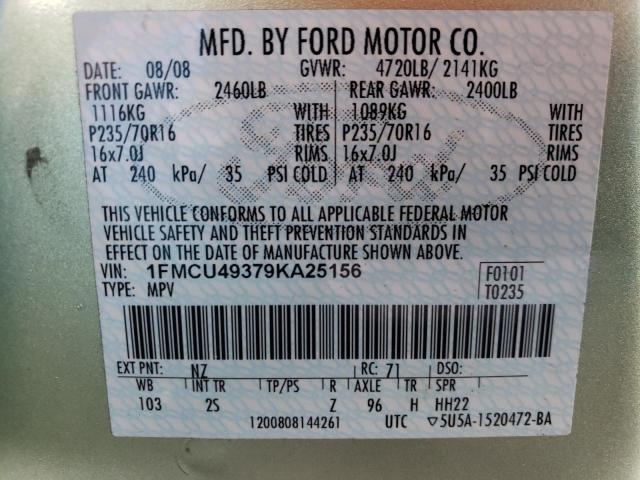 MFD. BY FORD MOTOR CO.
DATE: 08/08 GVWR: 4720LB/ 2141KG
FRONT GAWR: 2460LB REAR GAWR: 2400LB
1116KG WITH 1089KG WITH
P235/70R16 TIRES P235/70R16 TIRES
16x7.0J RIMS 16x7.0J RIMS
AT 240 kPa/ 35 PSI COLD AT 240 kPa/ 35 PSI COLD
THIS VEHICLE CONFORMS TO ALL APPLICABLE FEDERAL MOTOR
VEHICLE SAFETY AND THEFT PREVENTION STANDARDS IN
EFFECT ON THE DATE OF MANUFACTURE SHOWN ABOVE.
VIN: 1FMCU49379KA25156 F0101
TYPE: MPV T0235
EXT PNT: NZ RC: 71 DSO:
WB INT TR TP/PS R AXLE TR SPR
103 2S Z 96 H HH22
1200808144261 UTC ▽5U5A-1520472-BA